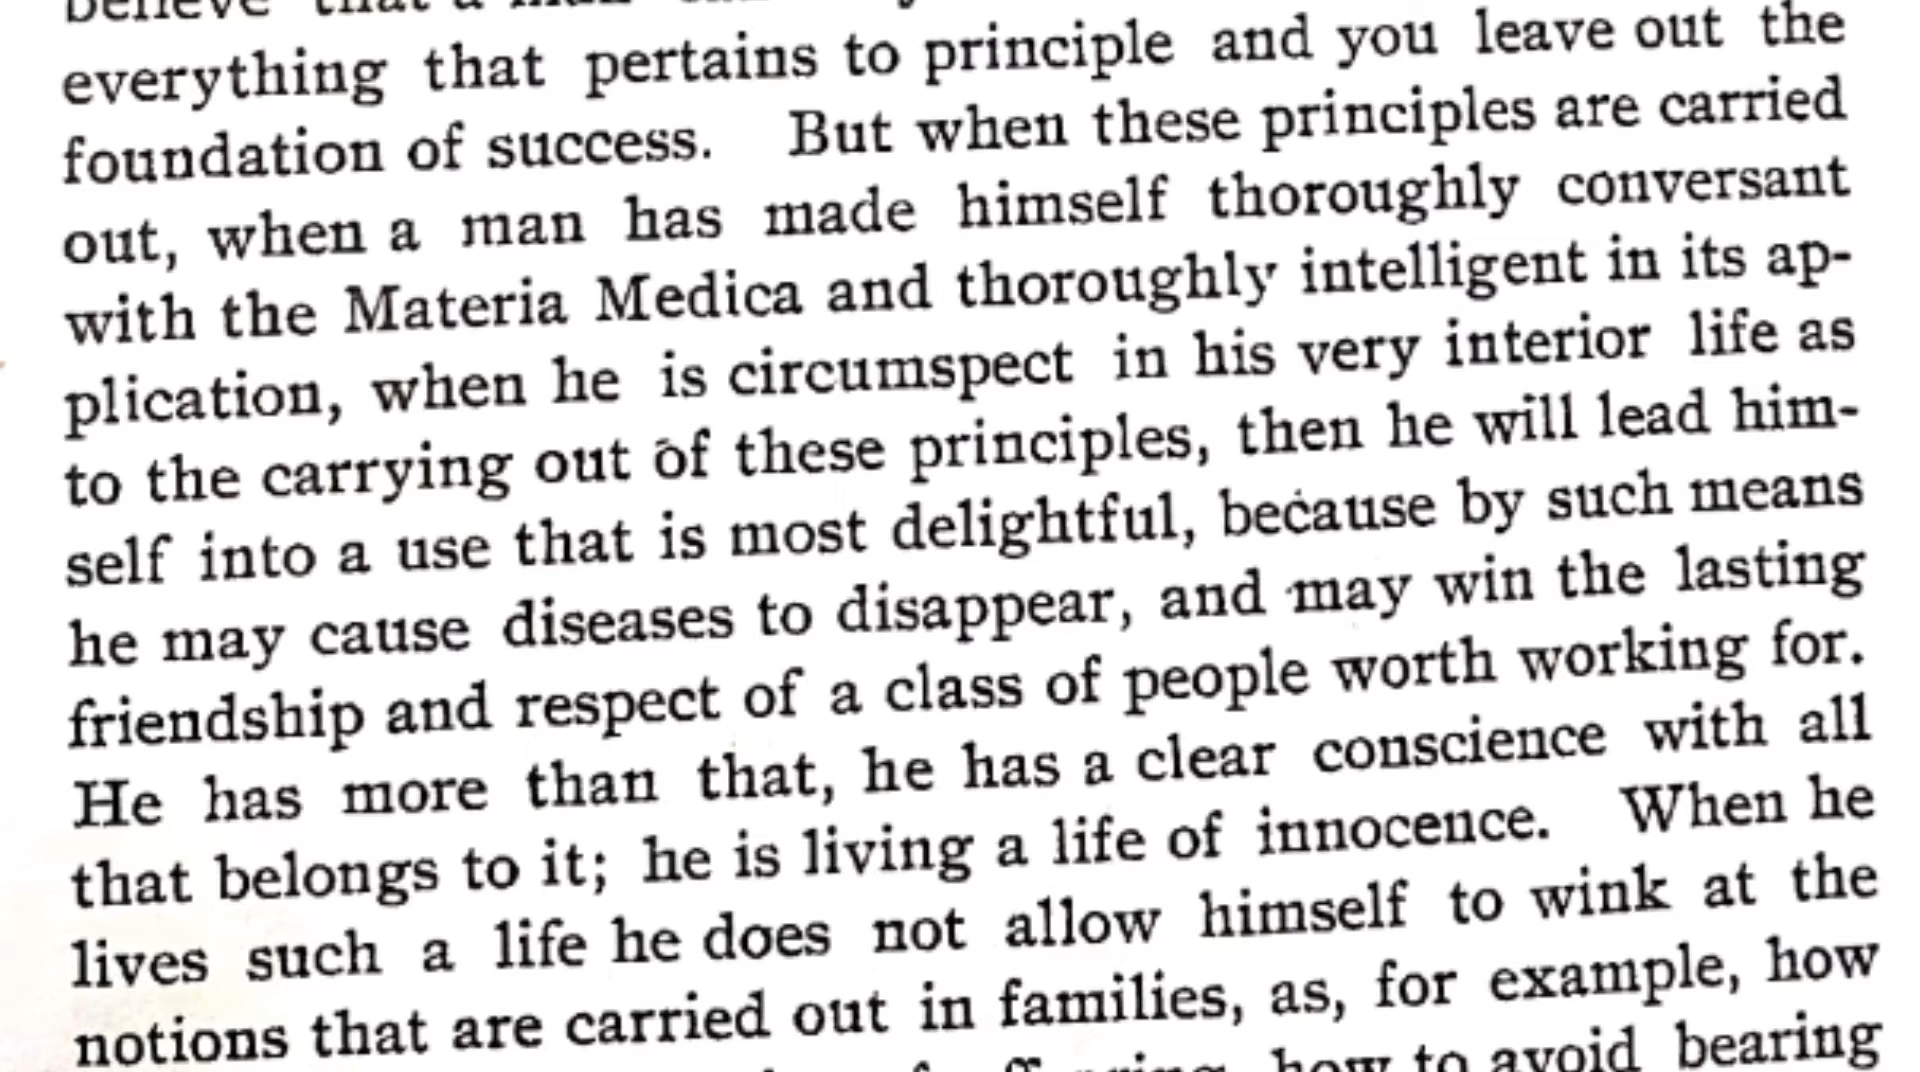 believe that a man
everything that pertains to principle and you leave out the
foundation of success. But when these principles are carried
out, when a man has made himself thoroughly conversant
with the Materia Medica and thoroughly intelligent in its ap-
plication, when he is circumspect in his very interior life as
to the carrying out of these principles, then he will lead him-
self into a use that is most delightful, because by such means
he may cause diseases to disappear, and may win the lasting
friendship and respect of a class of people worth working for.
He has more than that, he has a clear conscience with all
that belongs to it; he is living a life of innocence. When he
lives such a life he does not allow himself to wink at the
notions that are carried out in families, as, for example, how
how to avoid bearing